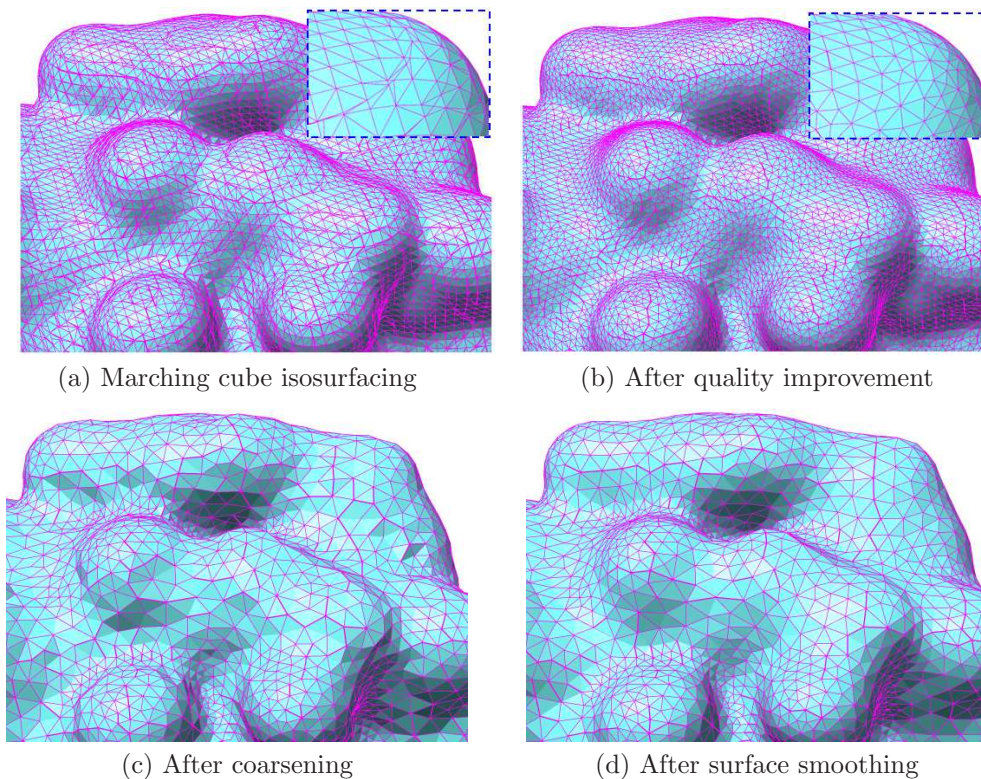 (a) Marching cube isosurfacing
(b) After quality improvement
(c) After coarsening
(d) After surface smoothing